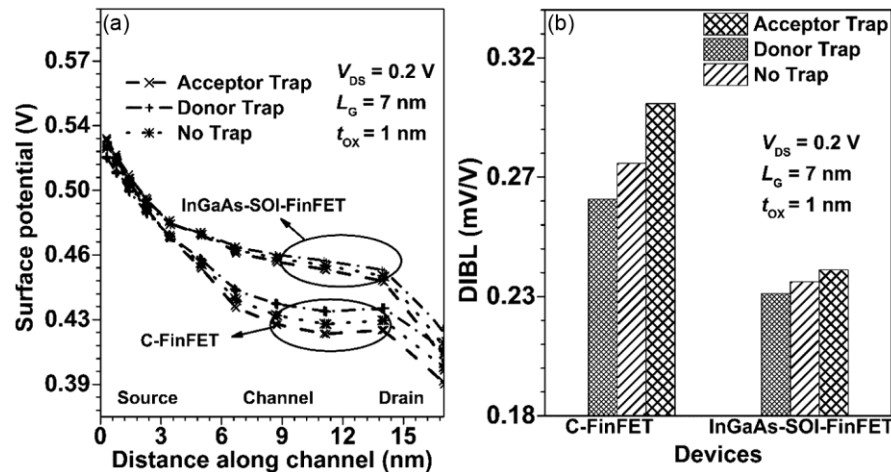 (a)
Acceptor Trap
Donor Trap
No Trap
V_DS = 0.2 V
L_G = 7 nm
t_OX = 1 nm
InGaAs-SOI-FinFET
C-FinFET
Source Channel Drain
0.57
0.54
0.50
0.46
0.43
0.39
Surface potential (V)
0 3 6 9 12 15
Distance along channel (nm)
(b)
Acceptor Trap
Donor Trap
No Trap
V_DS = 0.2 V
L_G = 7 nm
t_OX = 1 nm
0.32
0.27
0.23
0.18
DIBL (mV/V)
C-FinFET InGaAs-SOI-FinFET
Devices